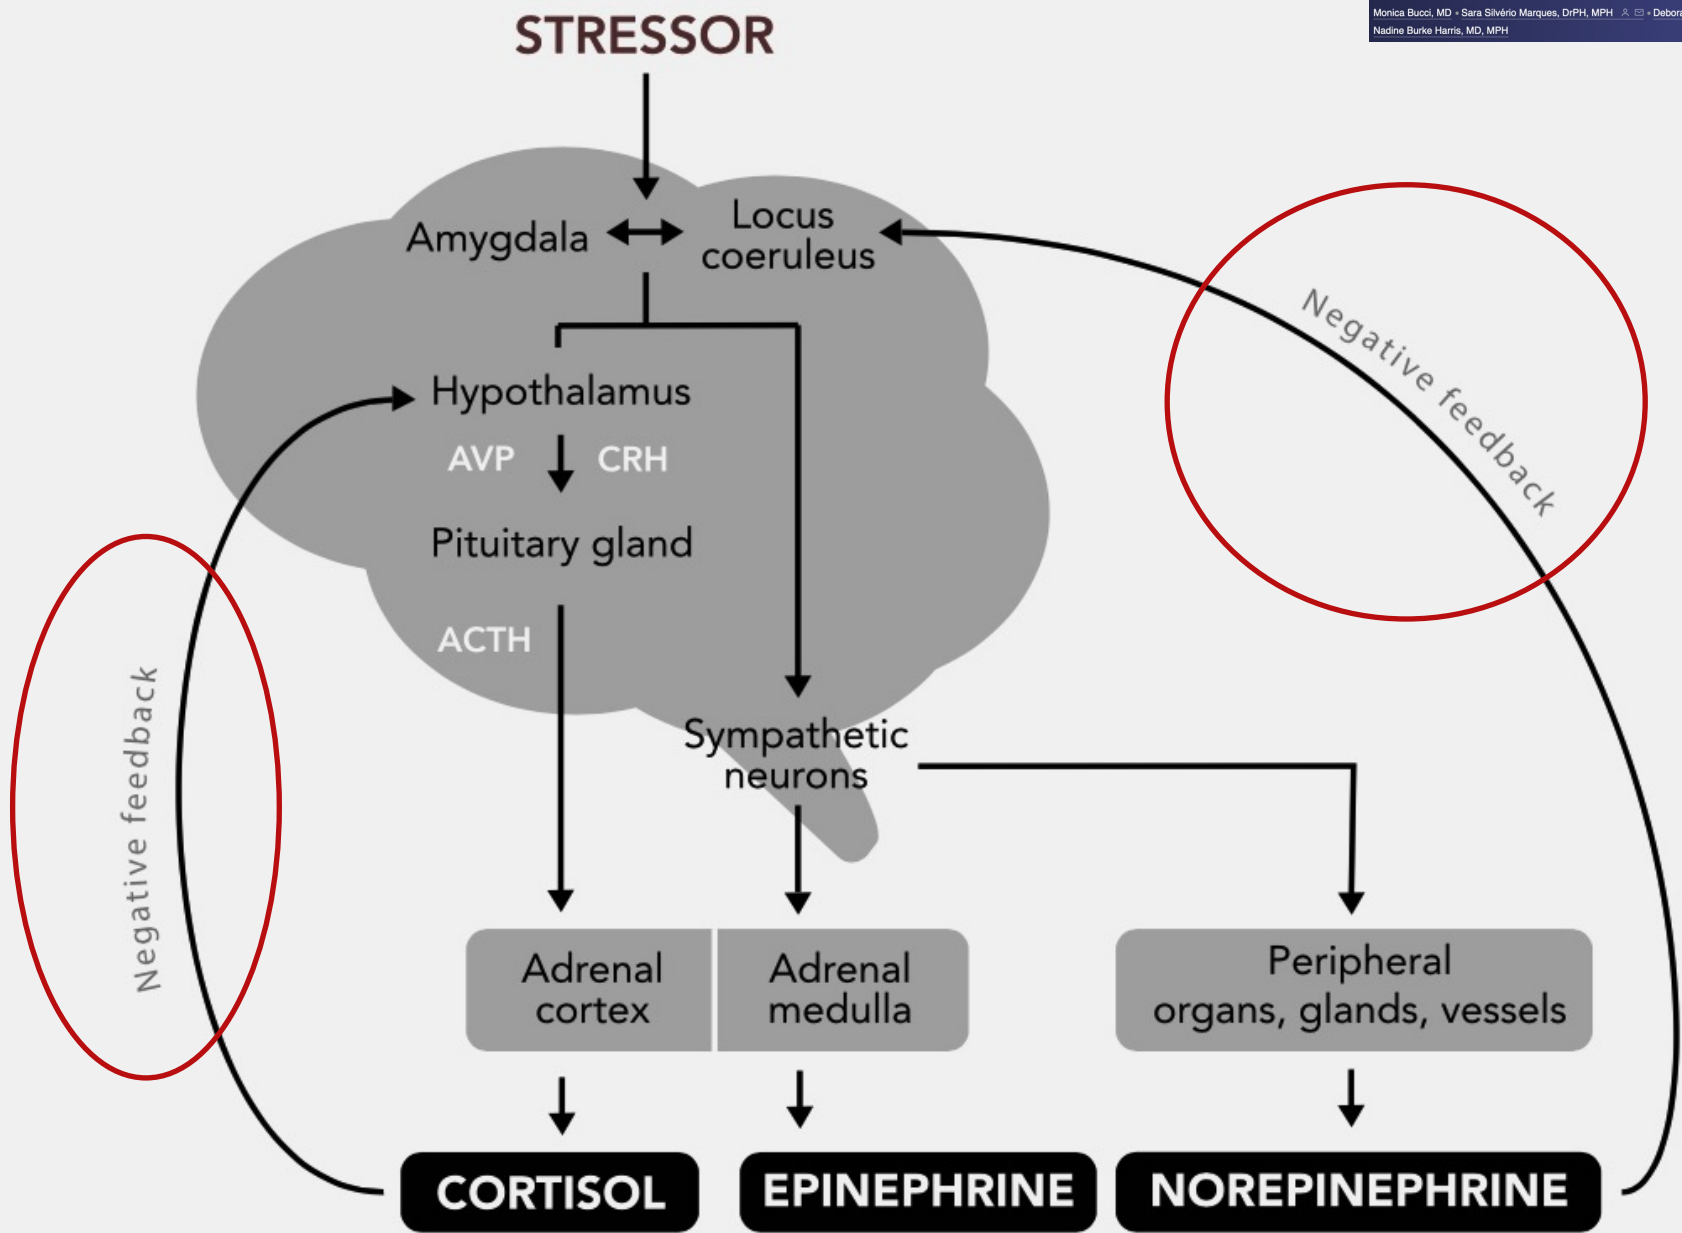 Monica Bucci, MD • Sara Silvério Marques, DrPH, MPH • Debora
Nadine Burke Harris, MD, MPH
STRESSOR
Amygdala
Locus
coeruleus
Negative feedback
Hypothalamus
AVP CRH
Pituitary gland
ACTH
Negative feedback
Sympathetic
neurons
Adrenal
cortex
Adrenal
medulla
Peripheral
organs, glands, vessels
CORTISOL
EPINEPHRINE
NOREPINEPHRINE